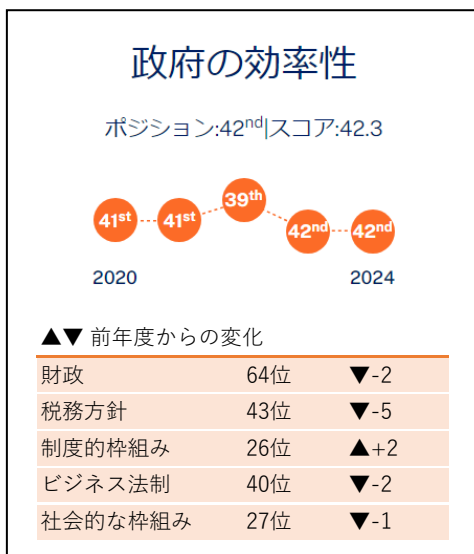 政府の効率性
ポジション:42nd|スコア:42.3
41st 41st 39th 42nd 42nd
2020 2024
▲▼ 前年度からの変化
財政 64位 ▼-2
税務方針 43位 ▼-5
制度的枠組み 26位 ▲+2
ビジネス法制 40位 ▼-2
社会的な枠組み 27位 ▼-1